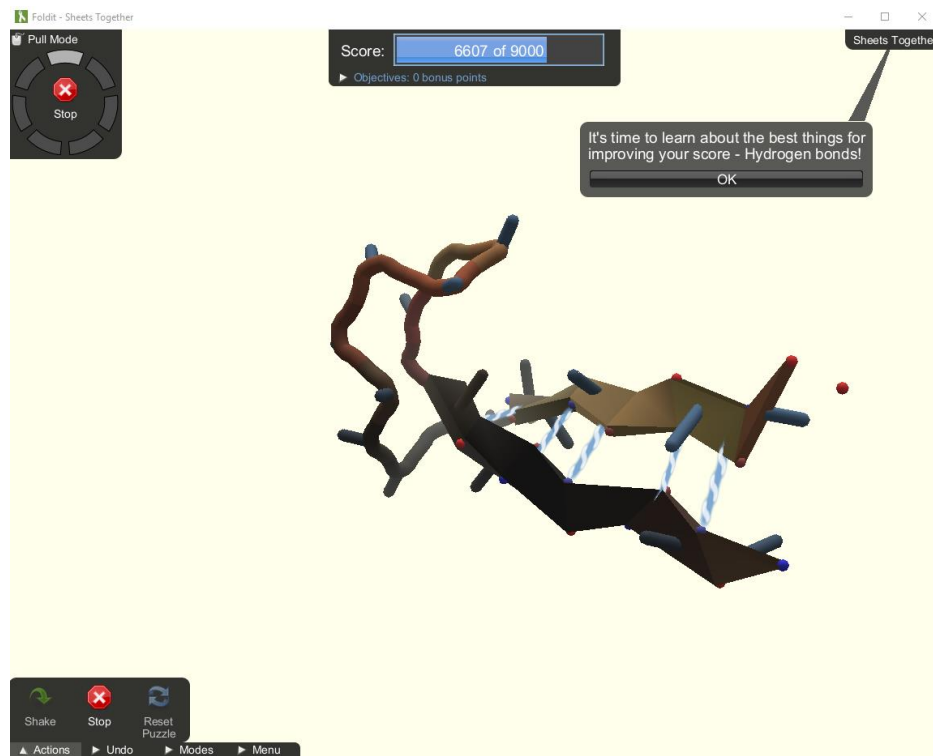 Foldit - Sheets Together
Pull Mode
Stop
Score: 6607 of 9000
Objectives: 0 bonus points
Sheets Togethe
It's time to learn about the best things for
improving your score - Hydrogen bonds!
OK
Shake
Stop
Reset
Puzzle
Actions
Undo
Modes
Menu